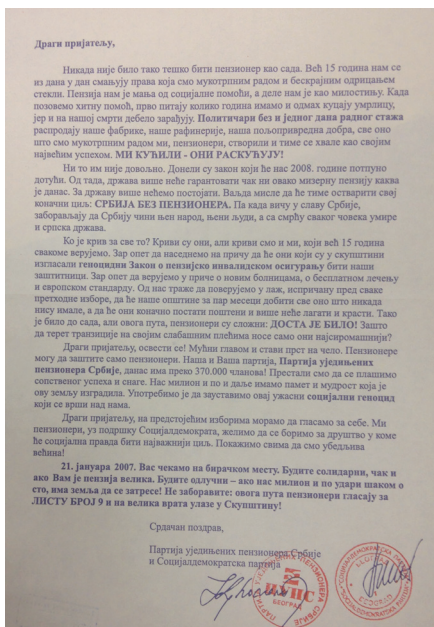 Драги пријатељу,
Никада није било тако тешко бити пензионер као сада. Већ 15 година нам се
из дана у дан смањују права која смо мукотрпним радом и бескрајним одрицањем
стекли. Пензија нам је мања од социјалне помоћи, а деле нам је као милостињу. Када
позовемо хитну помоћ, прво питају колико година имамо и одмах куцају умрлицу,
јер и на нашој смрти дебело зарађују. Политичари без и једног дана радног стажа
распродају наше фабрике, наше рафинерије, наша пољопривредна добра, све оно
што смо мукотрпним радом ми, пензионери, створили и тиме се хвале као својим
највећим успехом. МИ КУЋИЛИ - ОНИ РАСКУЋУЈУ!
Ни то им није довољно. Донели су закон који ће нас 2008. године потпуно
дотући. Од тада, држава више неће гарантовати чак ни овако мизерну пензију каква
је данас. За државу више нећемо постојати. Ваљда мисле да ће тиме остварити свој
коначни циљ: СРБИЈА БЕЗ ПЕНЗИОНЕРА. Па када вичу у славу Србије,
заборављају да Србију чини њен народ, њени људи, а са смрћу сваког човека умире
и српска држава.
Ко је крив за све то? Криви су они, али криви смо и ми, који већ 15 година
свакоме верујемо. Зар опет да наседнемо на причу да ће они који су у скупштини
изгласали геноцидни Закон о пензијско инвалидском осигурању бити наши
заштитници. Зар опет да верујемо у приче о новим болницама, о бесплатном лечењу
и европском стандарду. Од нас траже да поверујемо у лаж, испричану пред сваке
претходне изборе, да ће наше општине за пар месеци добити све оно што никада
нису имале, а да ће они коначно постати поштени и више неће лагати и красти. Тако
је било до сада, али овога пута, пензионери су сложни: ДОСТА ЈЕ БИЛО! Зашто
да терет транзиције на својим слабашним плећима носе само они најсиромашнији?
Драги пријатељу, освести се! Мућни главом и стави прст на чело. Пензионере
могу да заштите само пензионери. Наша и Ваша партија, Партија уједињених
пензионера Србије, данас има преко 370.000 чланова! Престали смо да се плашимо
сопственог успеха и снаге. Нас милион и по и даље имамо памет и мудрост која је
ову земљу изградила. Употребимо је да зауставимо овај ужасни социјални геноцид
који се врши над нама.
Драги пријатељу, на предстојећим изборима морамо да гласамо за себе. Ми
пензионери, уз подршку Социјалдемократа, желимо да се боримо за друштво у коме
ће социјална правда бити најважнији циљ. Покажимо свима да смо убедљива
већина!
21. јануара 2007. Вас чекамо на бирачком месту. Будите солидарни, чак и
ако Вам је пензија велика. Будите одлучни – ако нас милион и по удари шаком о
сто, има земља да се затресе! Не заборавите: овога пута пензионери гласају за
ЛИСТУ БРОЈ 9 и на велика врата улазе у Скупштину!
Срдачан поздрав,
Партија уједињених пензионера Србије
и Социјалдемократска партија
ПУПС
БЕОГРАД